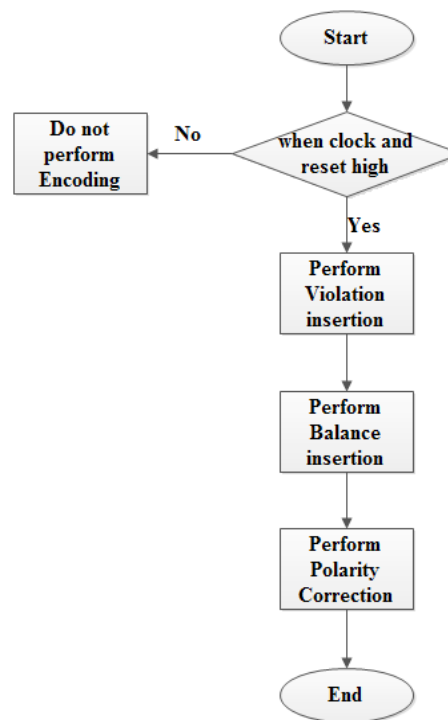 Start
when clock and
reset high
No
Do not
perform
Encoding
Yes
Perform
Violation
insertion
Perform
Balance
insertion
Perform
Polarity
Correction
End